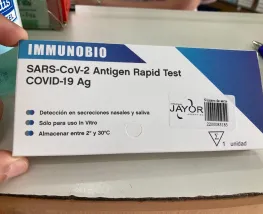 IMMUNOBIO
SARS-CoV-2 Antigen Rapid Test
COVID-19 Ag
Detección en secreciones nasales y saliva
Sólo para uso in Vitro
Almacenar entre 2° y 30°C
JAYOR
1 unidad